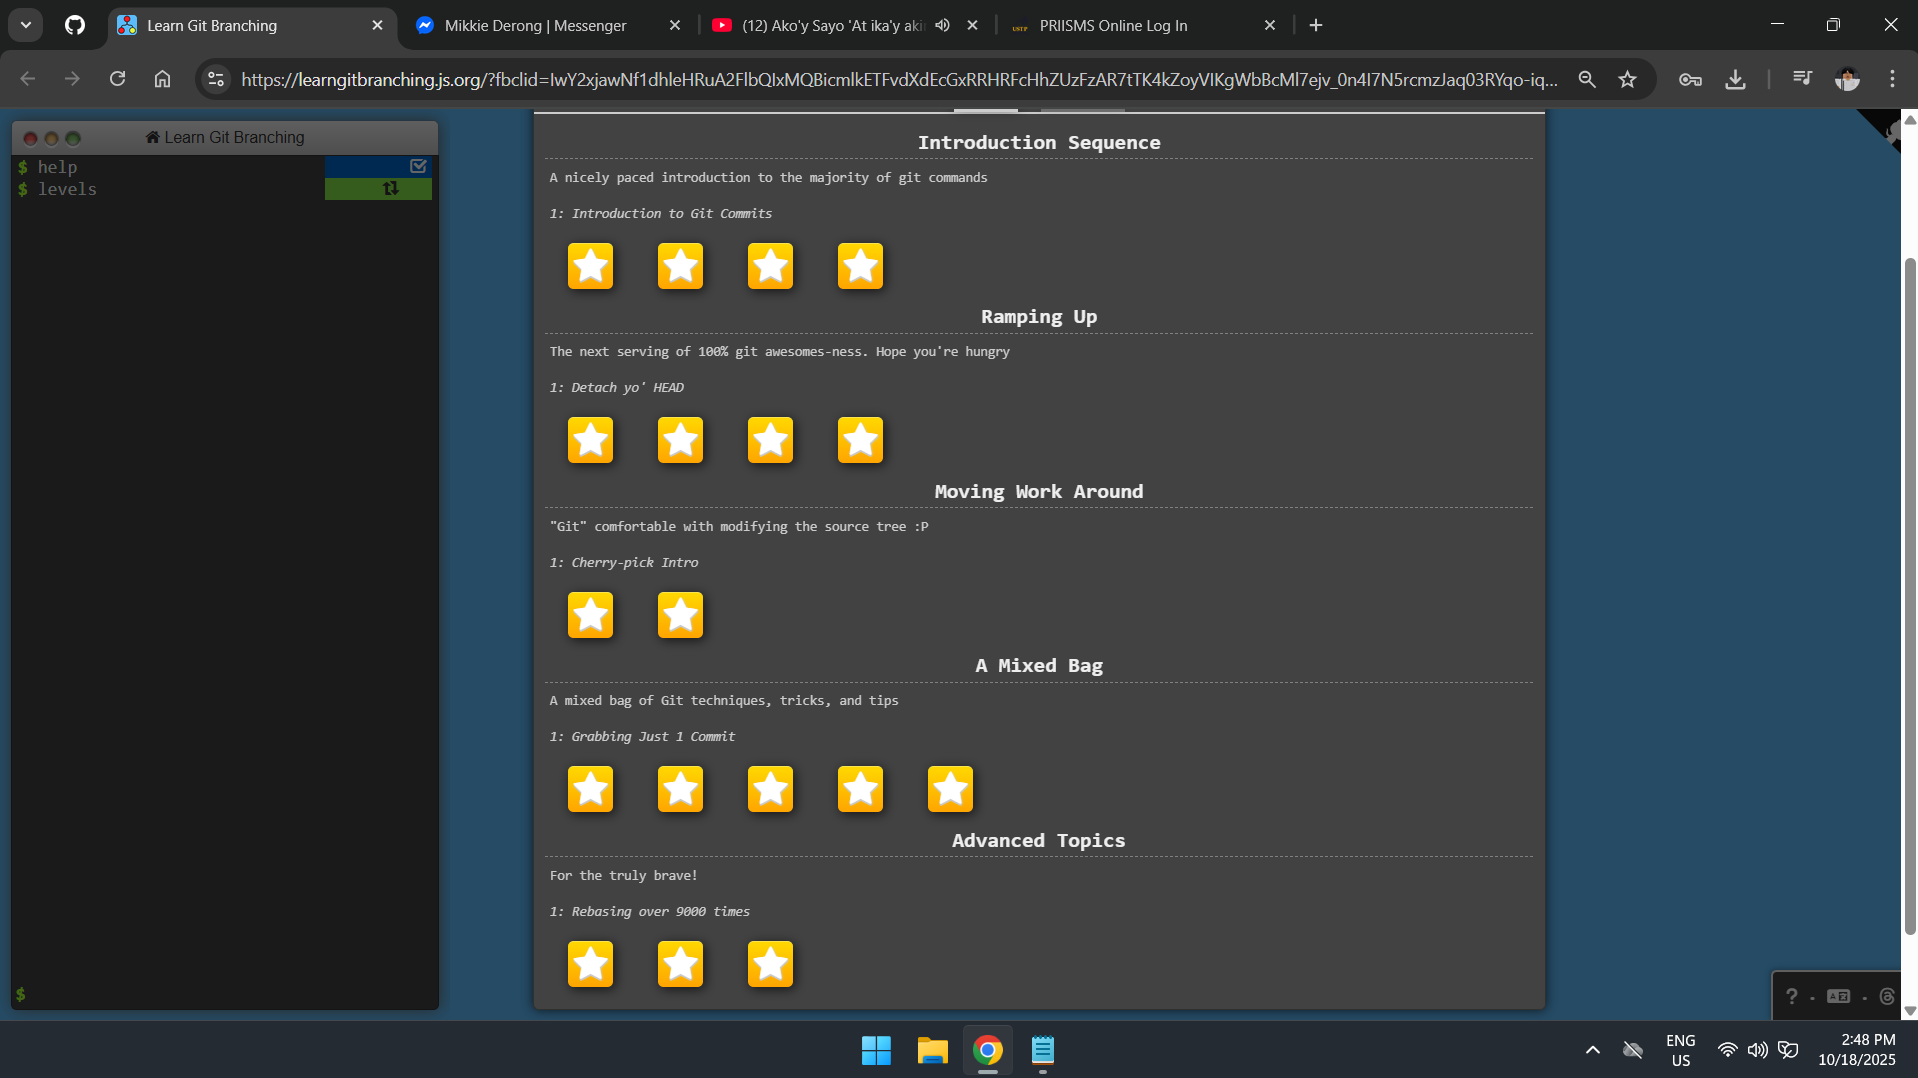 Learn Git Branching
Mikkie Derong | Messenger
(12) Ako'y Sayo 'At ika'y akin
PRIISMS Online Log In
https://learngitbranching.js.org/?fbclid=IwY2xjawNf1dhleHRuA2FlbQIxMQBicmlkETFvdXdEcGxRRHRFcHhZUzFzAR7tTK4kZoyVIKgWbBcMl7ejv_0n4I7N5rcmzJaq03RYqo-iq...
Learn Git Branching
$ help
$ levels
$
Introduction Sequence
A nicely paced introduction to the majority of git commands
1: Introduction to Git Commits
Ramping Up
The next serving of 100% git awesomes-ness. Hope you're hungry
1: Detach yo' HEAD
Moving Work Around
"Git" comfortable with modifying the source tree :P
1: Cherry-pick Intro
A Mixed Bag
A mixed bag of Git techniques, tricks, and tips
1: Grabbing Just 1 Commit
Advanced Topics
For the truly brave!
1: Rebasing over 9000 times
ENG
US
2:48 PM
10/18/2025